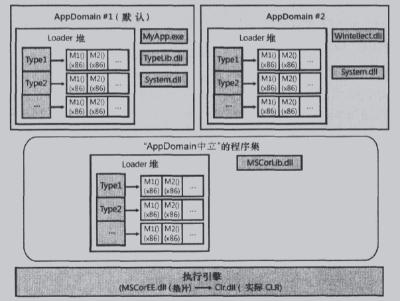 AppDomain #1 ( 默认 )
Loader 堆
Type1 M1() (x86) M2() (x86) ...
Type2 M1() (x86) M2() (x86) ...
... M1() (x86) M2() (x86) ...
MyApp.exe
TypeLib.dll
System.dll
AppDomain #2
Loader 堆
Type1 M1() (x86) M2() (x86) ...
Type2 M1() (x86) M2() (x86) ...
... M1() (x86) M2() (x86) ...
Wintellect.dll
System.dll
“AppDomain中立”的程序集
Loader 堆
Type1 M1() (x86) M2() (x86) ...
Type2 M1() (x86) M2() (x86) ...
... M1() (x86) M2() (x86) ...
MSCorLib.dll
执行引擎
(MSCorEE.dll (垫片) → Clr.dll ( 实际 CLR)